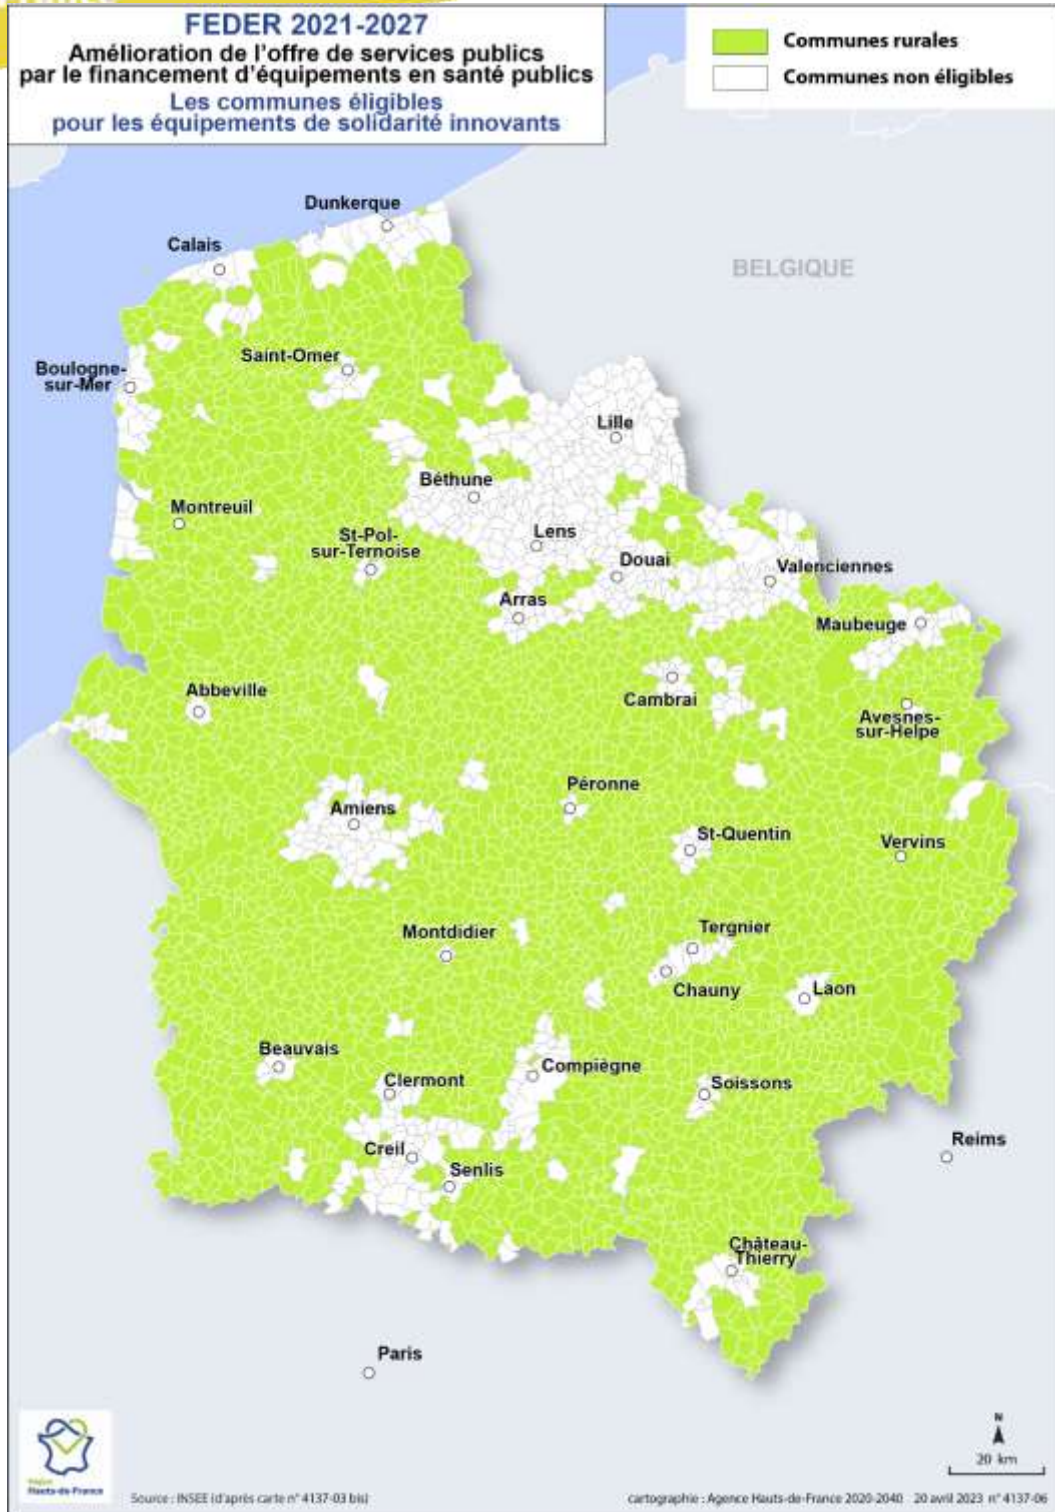 FEDER 2021-2027
Amélioration de l'offre de services publics
par le financement d'équipements en santé publics
Les communes éligibles
pour les équipements de solidarité innovants
Communes rurales
Communes non éligibles
Dunkerque
Calais
BELGIQUE
Saint-Omer
Boulogne-
sur-Mer
Lille
Béthune
Montreuil
St-Pol-
sur-Ternoise
Lens
Douai
Valenciennes
Arras
Maubeuge
Abbeville
Cambrai
Avesnes-
sur-Helpe
Péronne
Amiens
St-Quentin
Vervins
Montdidier
Tergnier
Chauny
Laon
Beauvais
Clermont
Compiègne
Soissons
Creil
Senlis
Reims
Château-
Thierry
Paris
N
20 km
Région
Hauts-de-France
Source : INSEE (d'après carte n° 4137-03 bis)
cartographie : Agence Hauts-de-France 2020-2040 20 avril 2023 n° 4137-06